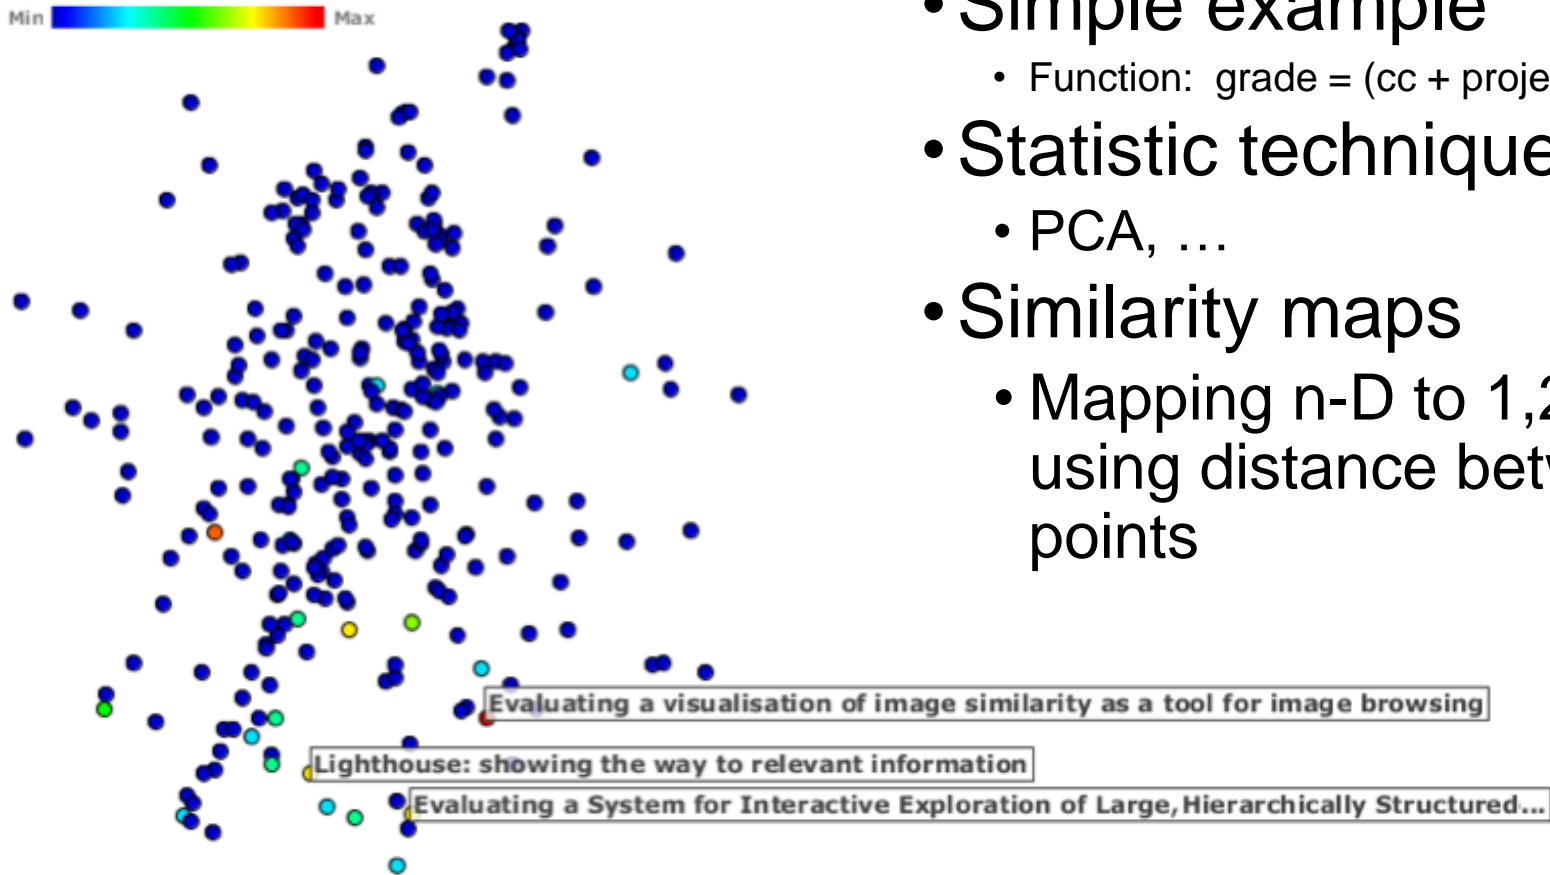 Min Max
• Simple example
• Function: grade = (cc + proje
• Statistic technique
• PCA, …
• Similarity maps
• Mapping n-D to 1,2
using distance betw
points
Evaluating a visualisation of image similarity as a tool for image browsing
Lighthouse: showing the way to relevant information
Evaluating a System for Interactive Exploration of Large, Hierarchically Structured...